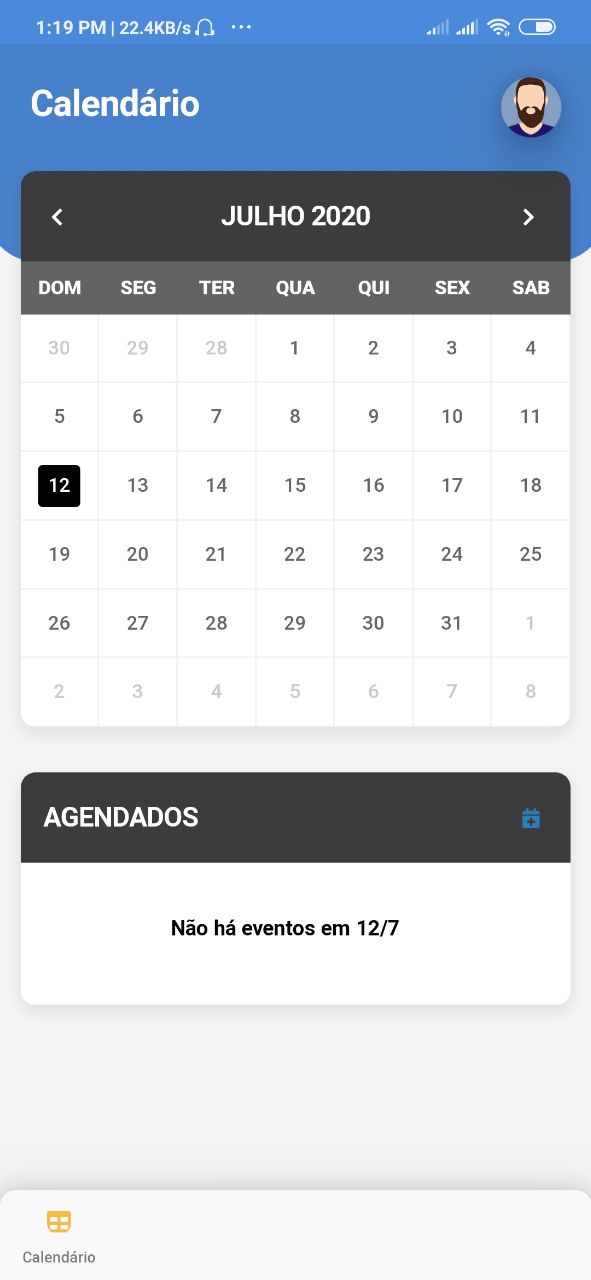 1:19 PM | 22.4KB/s ...
Calendário
JULHO 2020
DOM SEG TER QUA QUI SEX SAB
30 29 28 1 2 3 4
5 6 7 8 9 10 11
12 13 14 15 16 17 18
19 20 21 22 23 24 25
26 27 28 29 30 31 1
2 3 4 5 6 7 8
AGENDADOS
Não há eventos em 12/7
Calendário